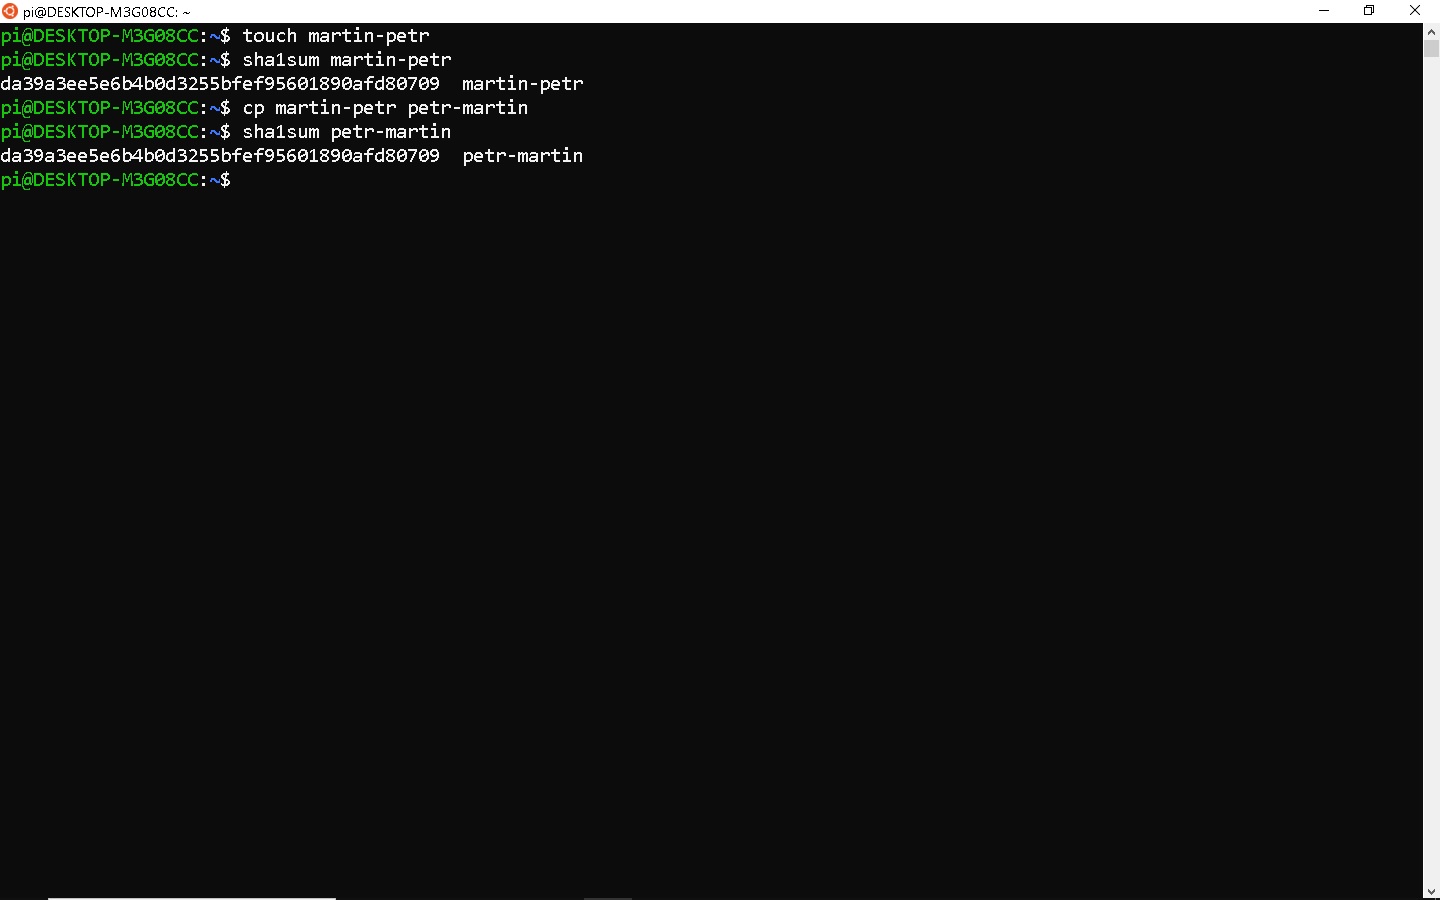 pi@DESKTOP-M3G08CC: ~
pi@DESKTOP-M3G08CC:~$ touch martin-petr
pi@DESKTOP-M3G08CC:~$ sha1sum martin-petr
da39a3ee5e6b4b0d3255bfef95601890afd80709  martin-petr
pi@DESKTOP-M3G08CC:~$ cp martin-petr petr-martin
pi@DESKTOP-M3G08CC:~$ sha1sum petr-martin
da39a3ee5e6b4b0d3255bfef95601890afd80709  petr-martin
pi@DESKTOP-M3G08CC:~$